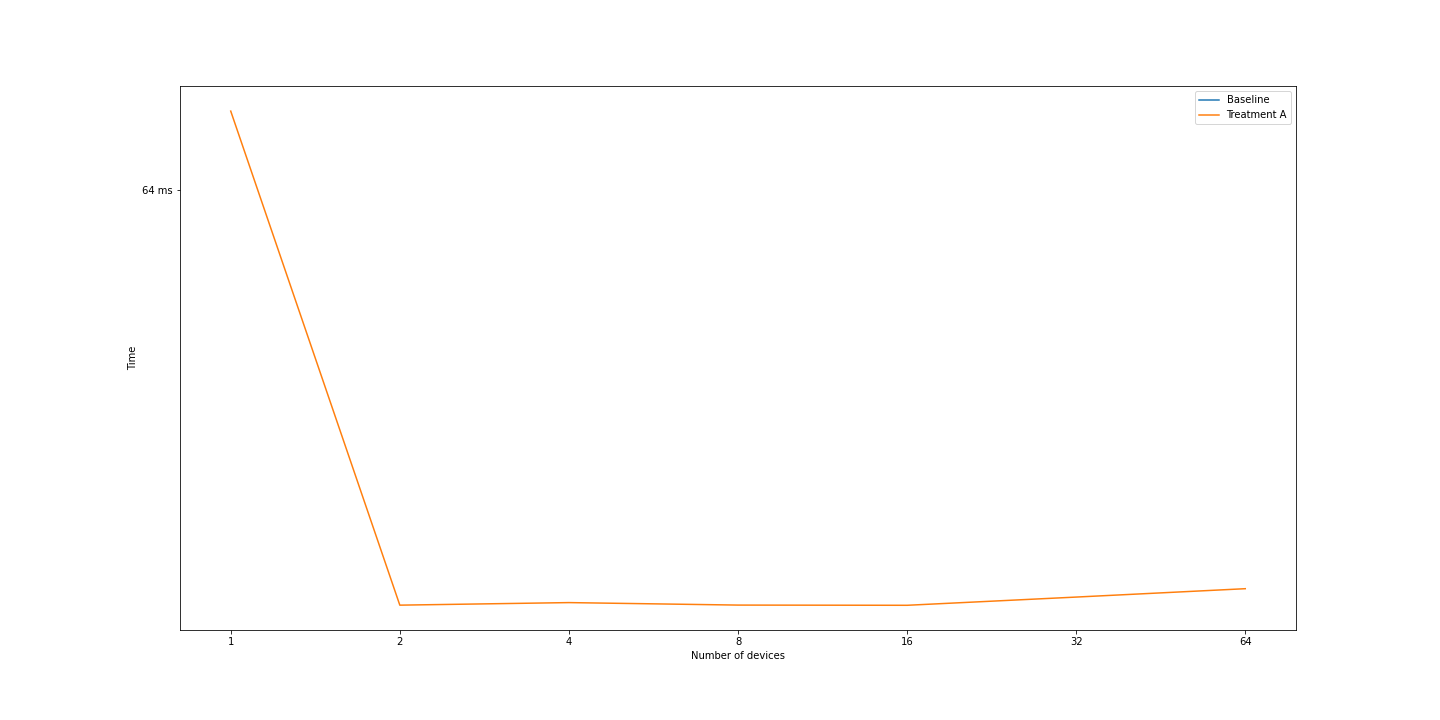 Baseline
Treatment A
64 ms
Time
1 2 4 8 16 32 64
Number of devices